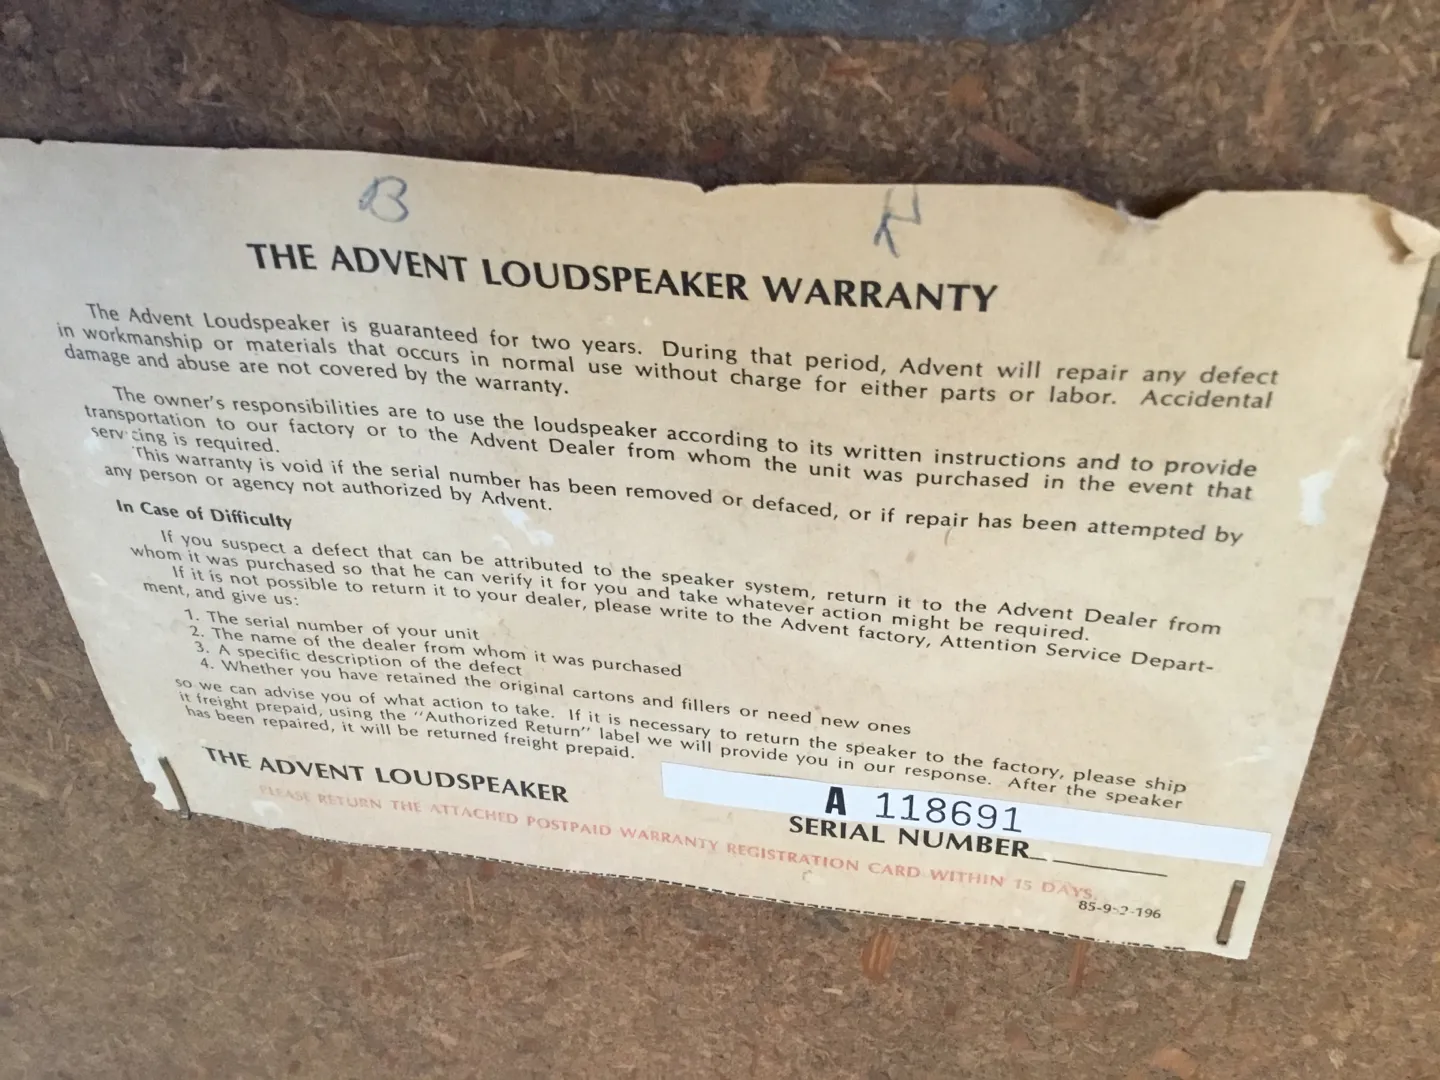 B
THE ADVENT LOUDSPEAKER WARRANTY
The Advent Loudspeaker is guaranteed for two years. During that period, Advent will repair any defect
in workmanship or materials that occurs in normal use without charge for either parts or labor. Accidental
damage and abuse are not covered by the warranty.
The owner's responsibilities are to use the loudspeaker according to its written instructions and to provide
transportation to our factory or to the Advent Dealer from whom the unit was purchased in the event that
servicing is required.
This warranty is void if the serial number has been removed or defaced, or if repair has been attempted by
any person or agency not authorized by Advent.
In Case of Difficulty
If you suspect a defect that can be attributed to the speaker system, return it to the Advent Dealer from
whom it was purchased so that he can verify it for you and take whatever action might be required.
If it is not possible to return it to your dealer, please write to the Advent factory, Attention Service Depart-
ment, and give us:
1. The serial number of your unit
2. The name of the dealer from whom it was purchased
3. A specific description of the defect
4. Whether you have retained the original cartons and fillers or need new ones
so we can advise you of what action to take. If it is necessary to return the speaker to the factory, please ship
it freight prepaid, using the "Authorized Return" label we will provide you in our response. After the speaker
has been repaired, it will be returned freight prepaid.
THE ADVENT LOUDSPEAKER
A 118691
SERIAL NUMBER
PLEASE RETURN THE ATTACHED POSTPAID WARRANTY REGISTRATION CARD WITHIN 15 DAYS.